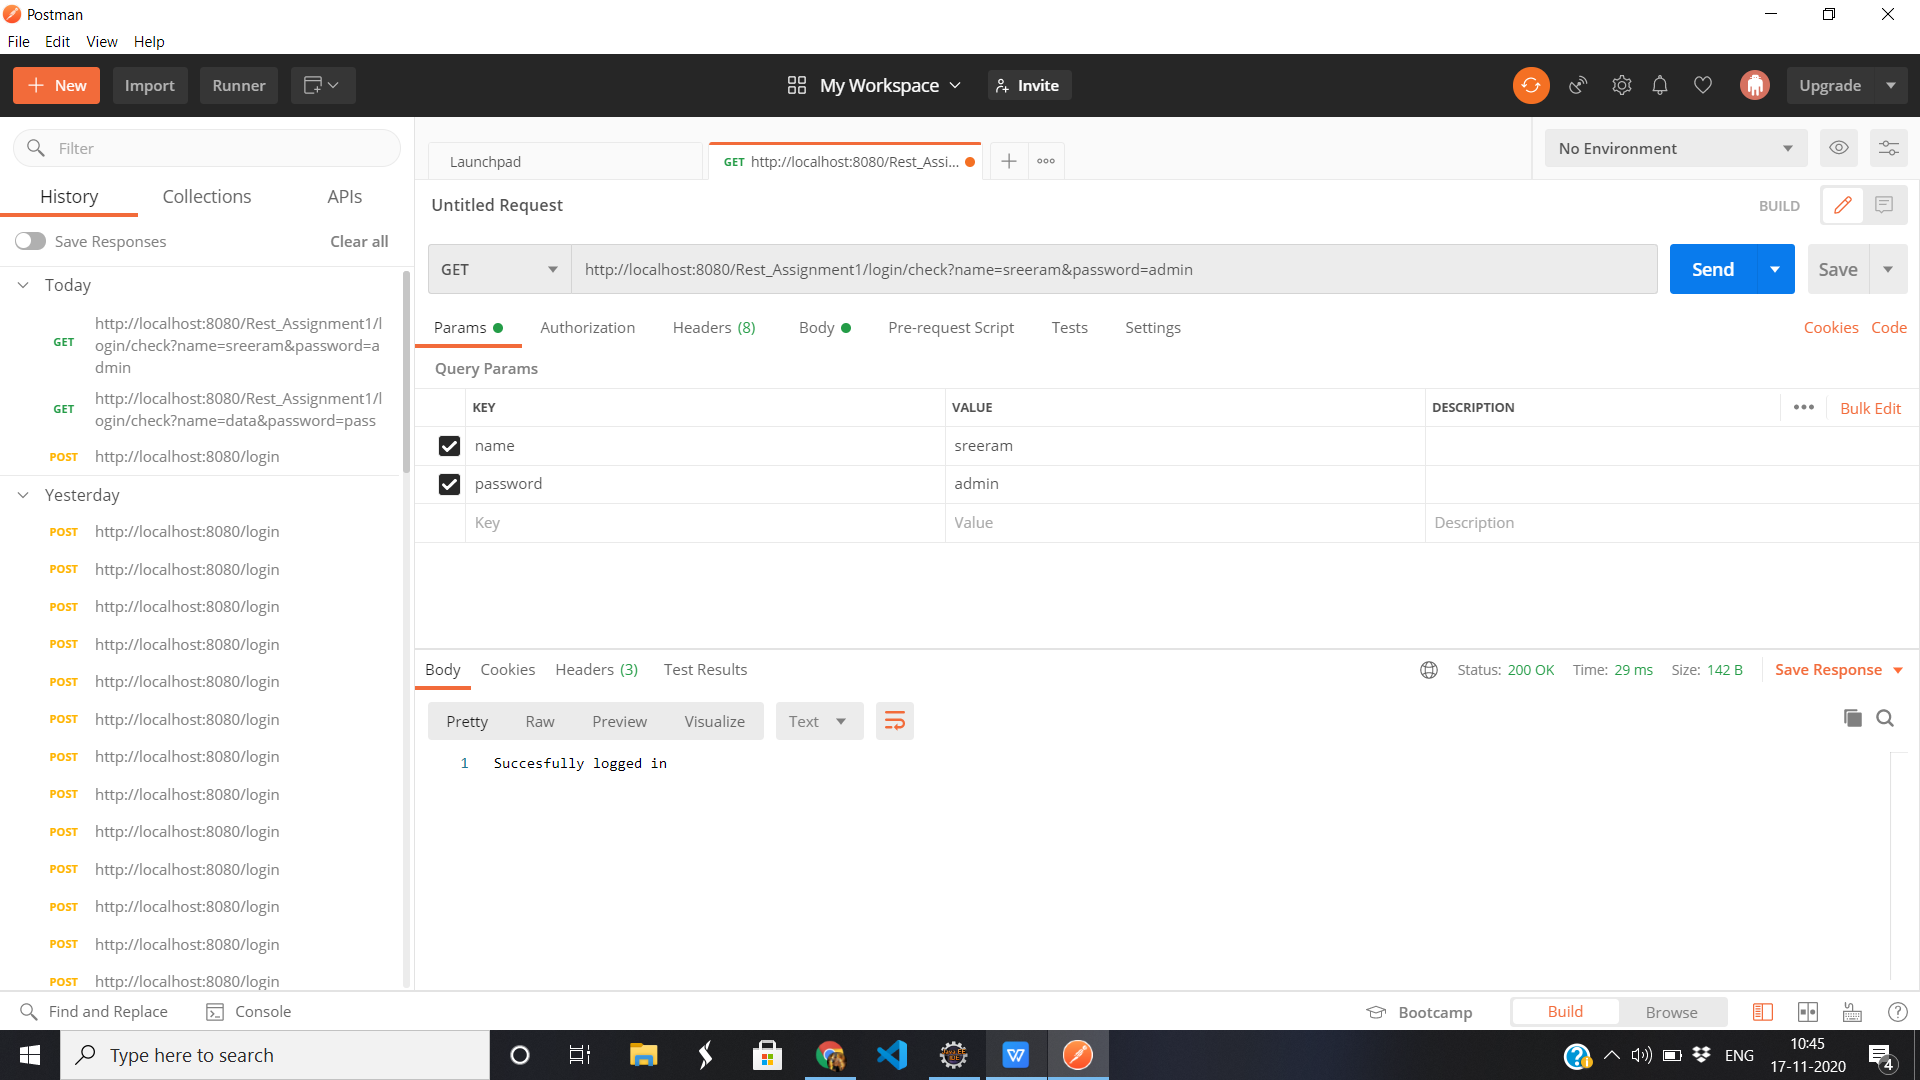 Postman
File Edit View Help
New Import Runner My Workspace Invite Upgrade
Filter
History Collections APIs
Save Responses Clear all
Today
GET http://localhost:8080/Rest_Assignment1/l
ogin/check?name=sreeram&password=a
dmin
GET http://localhost:8080/Rest_Assignment1/l
ogin/check?name=data&password=pass
POST http://localhost:8080/login
Yesterday
POST http://localhost:8080/login
POST http://localhost:8080/login
POST http://localhost:8080/login
POST http://localhost:8080/login
POST http://localhost:8080/login
POST http://localhost:8080/login
POST http://localhost:8080/login
POST http://localhost:8080/login
POST http://localhost:8080/login
POST http://localhost:8080/login
POST http://localhost:8080/login
POST http://localhost:8080/login
POST http://localhost:8080/login
Launchpad GET http://localhost:8080/Rest_Assi... No Environment
Untitled Request BUILD
GET http://localhost:8080/Rest_Assignment1/login/check?name=sreeram&password=admin Send Save
Params Authorization Headers (8) Body Pre-request Script Tests Settings Cookies Code
Query Params
KEY VALUE DESCRIPTION Bulk Edit
name sreeram
password admin
Key Value Description
Body Cookies Headers (3) Test Results Status: 200 OK Time: 29 ms Size: 142 B Save Response
Pretty Raw Preview Visualize Text
1 Succesfully logged in
Find and Replace Console Bootcamp Build Browse
Type here to search ENG 10:45
17-11-2020 4